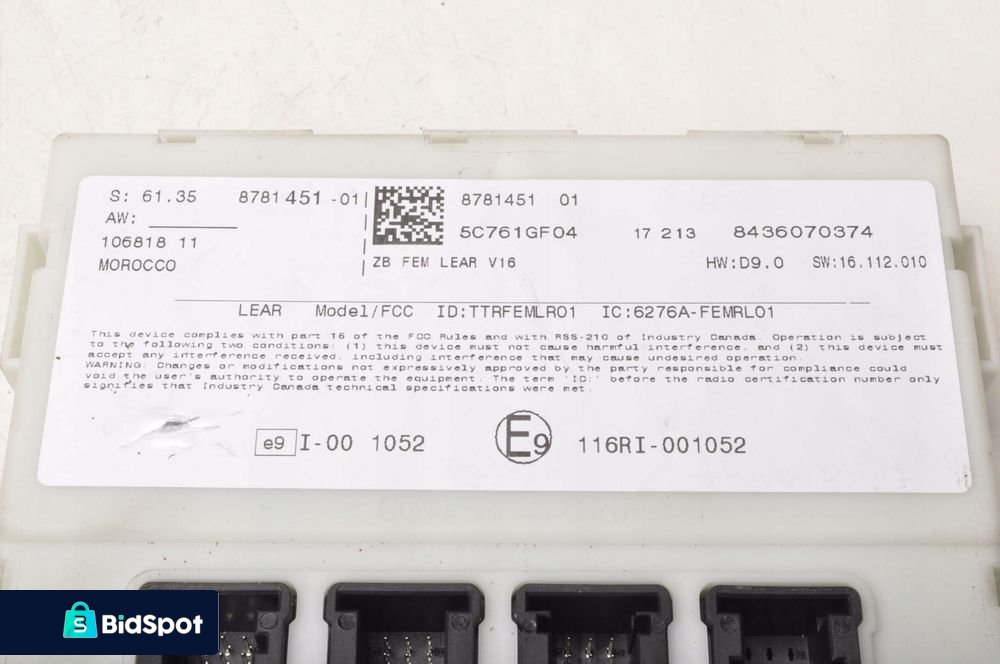 S: 61.35 8781451-01 8781451 01
AW:
5C761GF04 17 213 8436070374
106818 11
MOROCCO ZB FEM LEAR V16 HW:D9.0 SW:16.112.010
LEAR Model/FCC ID:TTRFEMLR01 IC:6276A-FEMRL01
This device complies with part 15 of the FCC Rules and with RSS-210 of Industry Canada. Operation is subject
to the following two conditions: (1) this device must not cause harmful interference, and (2) this device must
accept any interference received, including interference that may cause undesired operation.
WARNING: Changes or modifications not expressively approved by the party responsible for compliance could
void the user's authority to operate the equipment. The term 'IC:' before the radio certification number only
signifies that Industry Canada technical specifications were met.
e9 I-00 1052 E9 116RI-001052
BidSpot